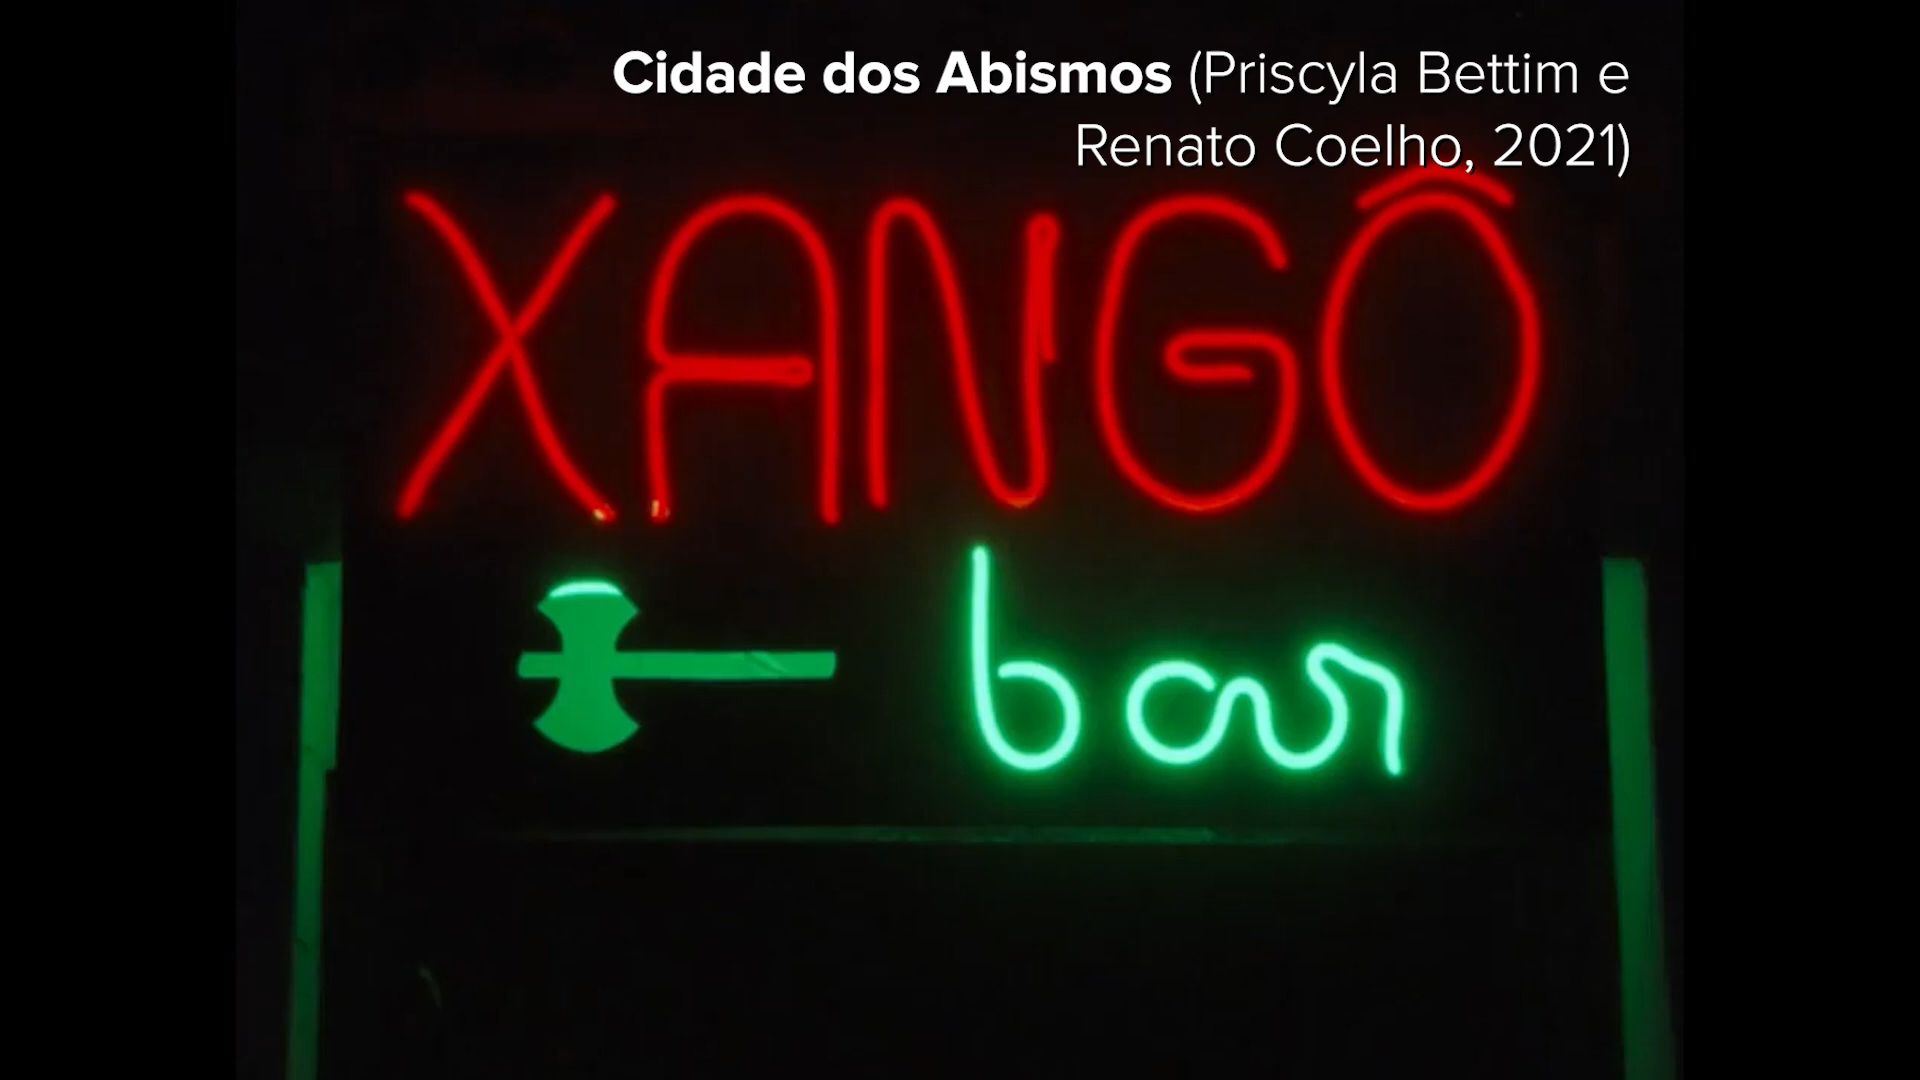 Cidade dos Abismos (Priscyla Bettim e
Renato Coelho, 2021)
XANGÔ
bar